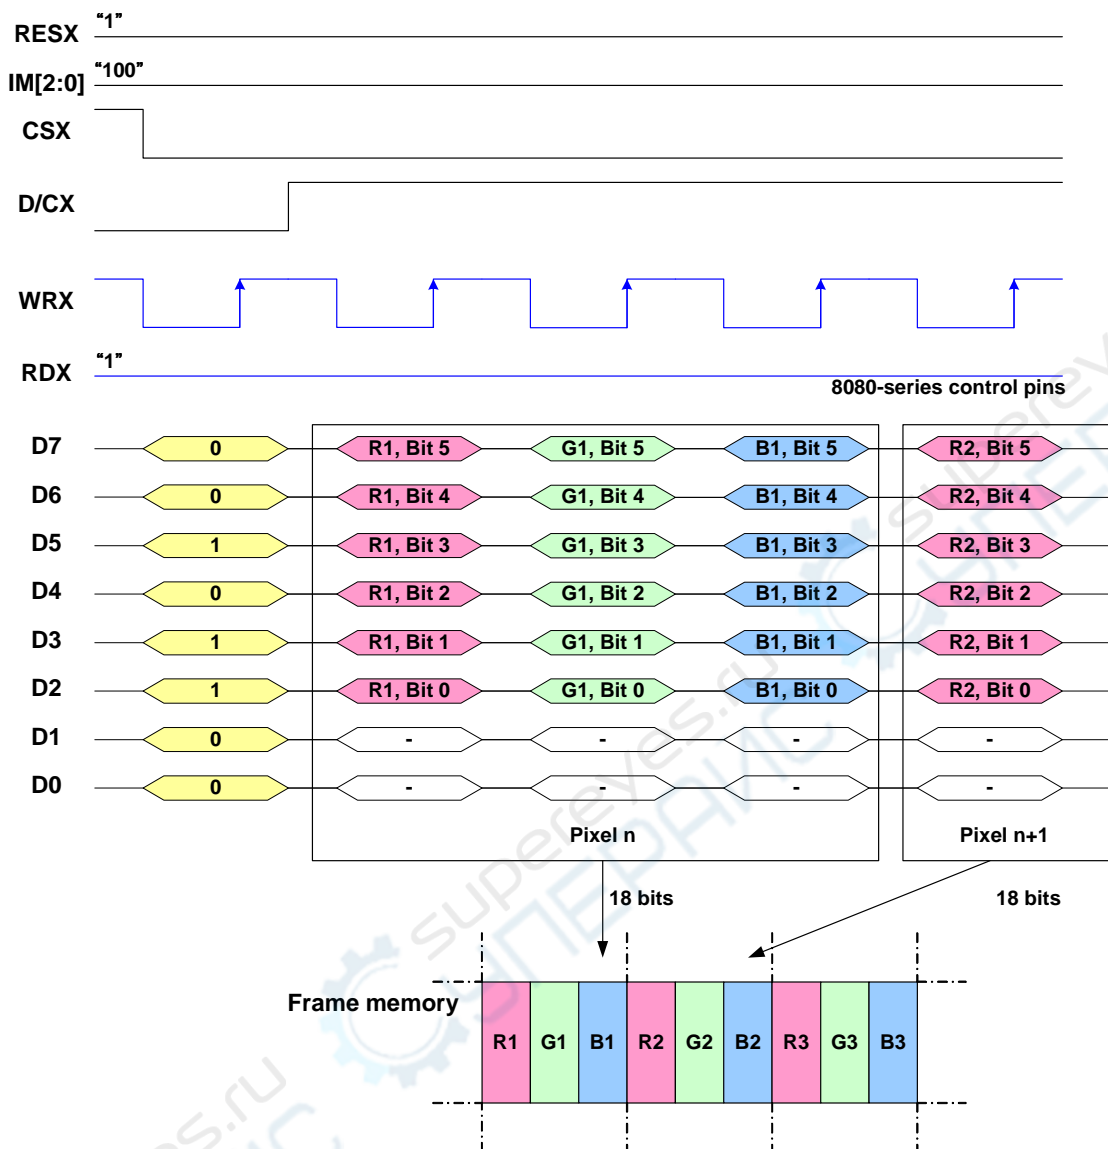 RESX "1"
IM[2:0] "100"
CSX
D/CX
WRX
RDX "1"
8080-series control pins
D7 0 R1, Bit 5 G1, Bit 5 B1, Bit 5 R2, Bit 5
D6 0 R1, Bit 4 G1, Bit 4 B1, Bit 4 R2, Bit 4
D5 1 R1, Bit 3 G1, Bit 3 B1, Bit 3 R2, Bit 3
D4 0 R1, Bit 2 G1, Bit 2 B1, Bit 2 R2, Bit 2
D3 1 R1, Bit 1 G1, Bit 1 B1, Bit 1 R2, Bit 1
D2 1 R1, Bit 0 G1, Bit 0 B1, Bit 0 R2, Bit 0
D1 0 - - - -
D0 0 - - - -
Pixel n Pixel n+1
18 bits 18 bits
Frame memory
R1 G1 B1 R2 G2 B2 R3 G3 B3
supereyes.ru
УПЕРАЙС